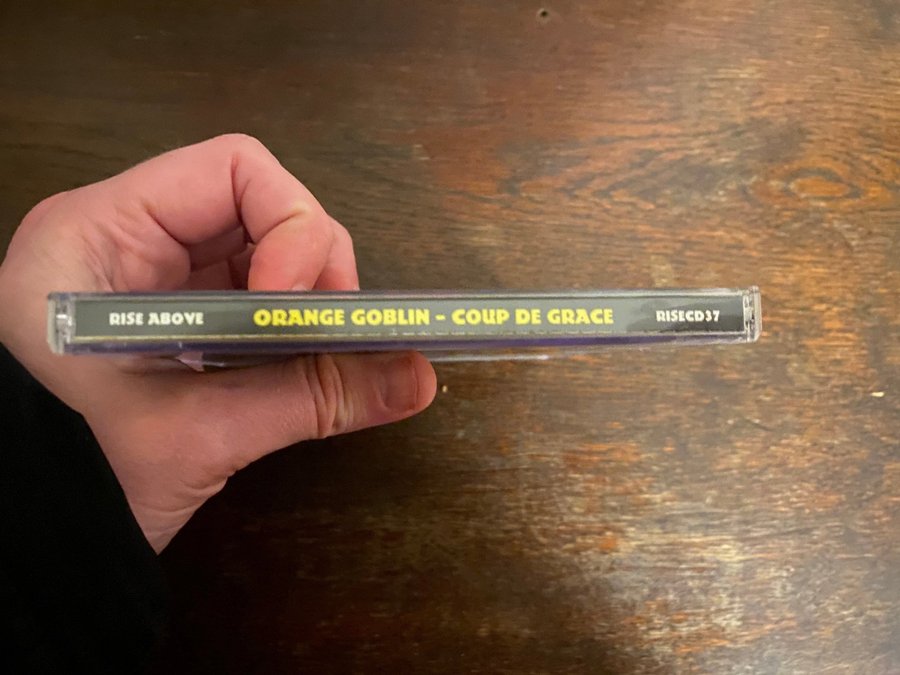 RISE ABOVE ORANGE GOBLIN - COUP DE GRACE RISECD37